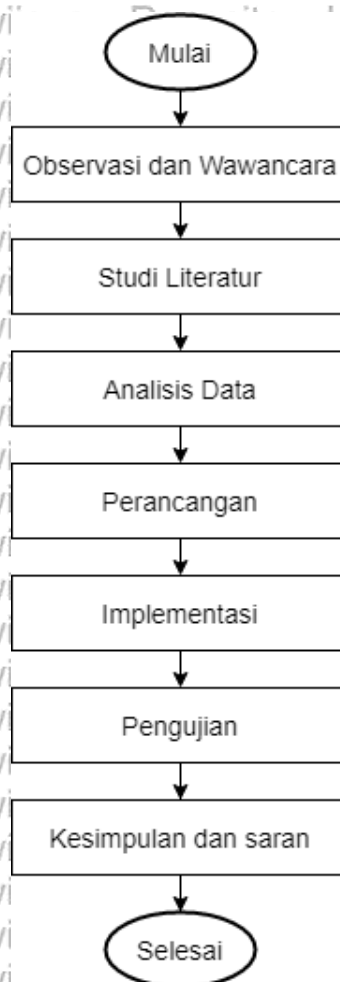 Mulai
Observasi dan Wawancara
Studi Literatur
Analisis Data
Perancangan
Implementasi
Pengujian
Kesimpulan dan saran
Selesai